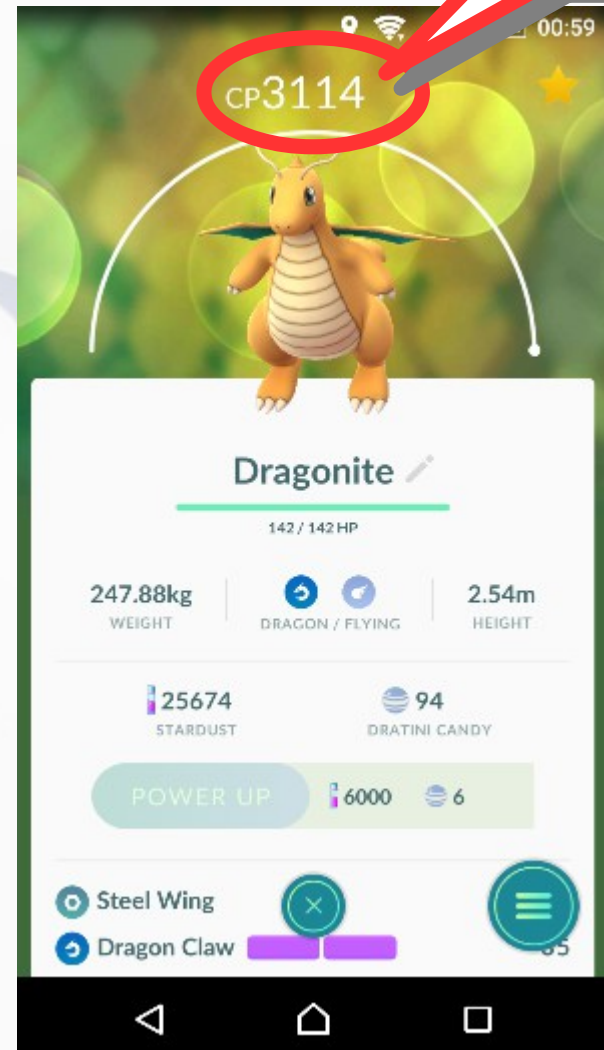 00:59
CP3114
Dragonite
142 / 142 HP
247.88kg
WEIGHT
DRAGON / FLYING
2.54m
HEIGHT
25674
STARDUST
94
DRATINI CANDY
POWER UP
6000
6
Steel Wing
Dragon Claw